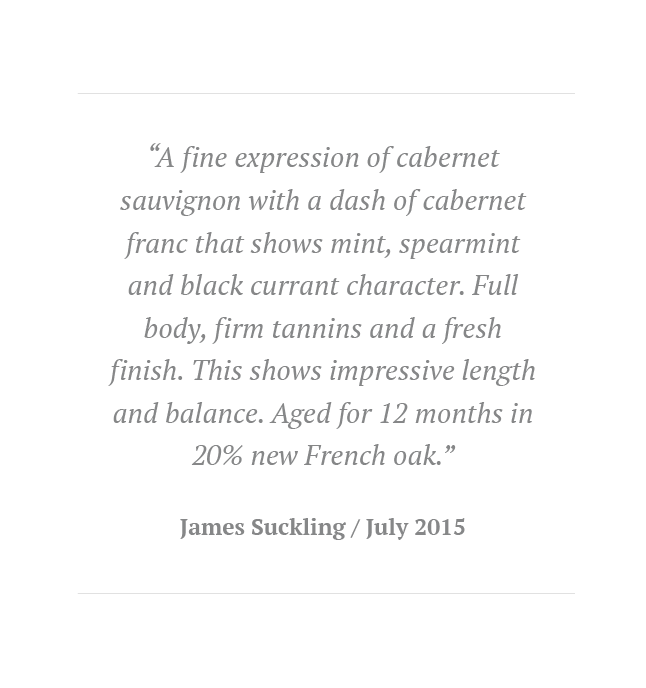 “A fine expression of cabernet
sauvignon with a dash of cabernet
franc that shows mint, spearmint
and black currant character. Full
body, firm tannins and a fresh
finish. This shows impressive length
and balance. Aged for 12 months in
20% new French oak.”
James Suckling / July 2015